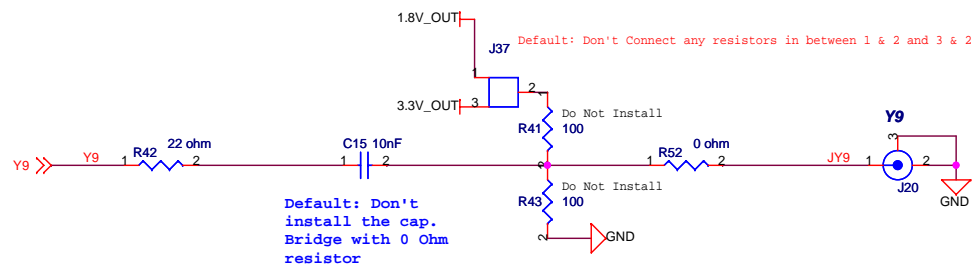 1.8V_OUT
J37
Default: Don't Connect any resistors in between 1 & 2 and 3 & 2
1
2
3.3V_OUT
3
1
Do Not Install
R41
100
Y9
Y9
Y9
1
R42
22 ohm
2
1
C15
10nF
2
2
1
R52
0 ohm
2
JY9
1
3
2
J20
GND
1
Do Not Install
R43
100
2
GND
Default: Don't
install the cap.
Bridge with 0 Ohm
resistor